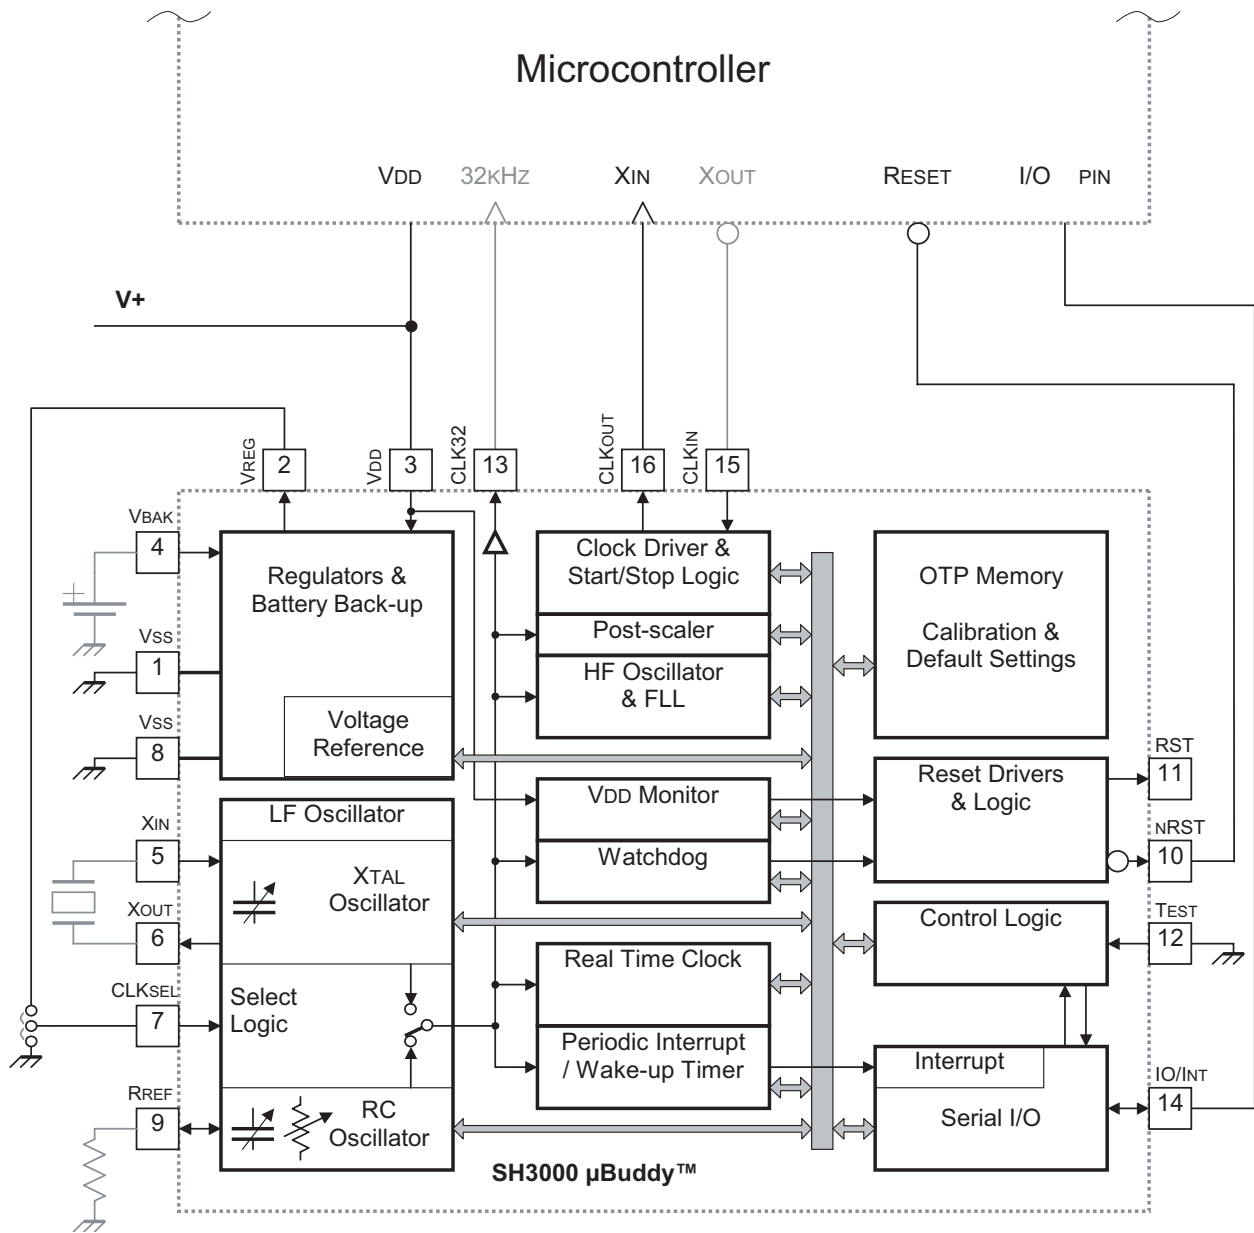 Microcontroller
VDD 32KHZ XIN XOUT RESET I/O PIN
V+
VREG 2
VDD 3
CLK32 13
CLKOUT 16
CLKIN 15
VBAK
4
+
VSS
1
VSS
8
XIN
5
XOUT
6
CLKSEL
7
RREF
9
Regulators &
Battery Back-up
Voltage
Reference
LF Oscillator
XTAL
Oscillator
Select
Logic
RC
Oscillator
Clock Driver &
Start/Stop Logic
Post-scaler
HF Oscillator
& FLL
VDD Monitor
Watchdog
Real Time Clock
Periodic Interrupt
/ Wake-up Timer
OTP Memory
Calibration &
Default Settings
Reset Drivers
& Logic
Control Logic
Interrupt
Serial I/O
RST
11
NRST
10
TEST
12
IO/INT
14
SH3000 µBuddy™